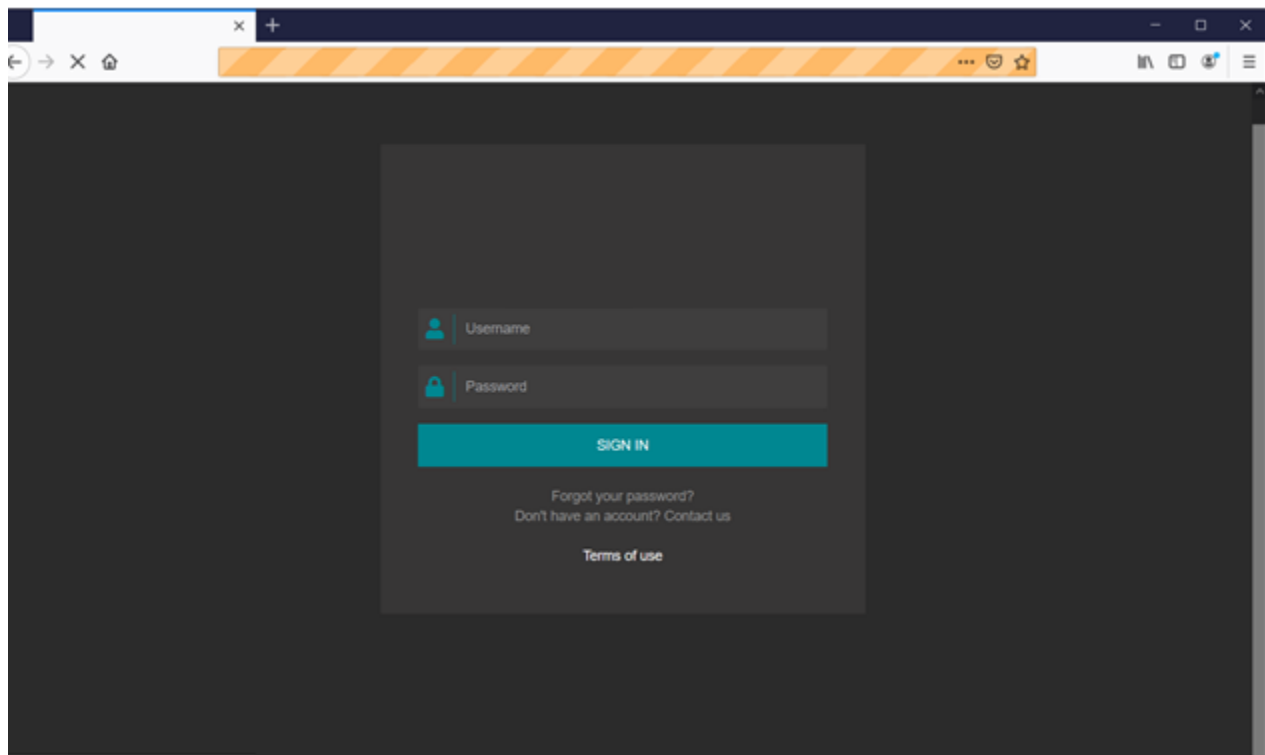 Username
Password
SIGN IN
Forgot your password?
Don't have an account? Contact us
Terms of use